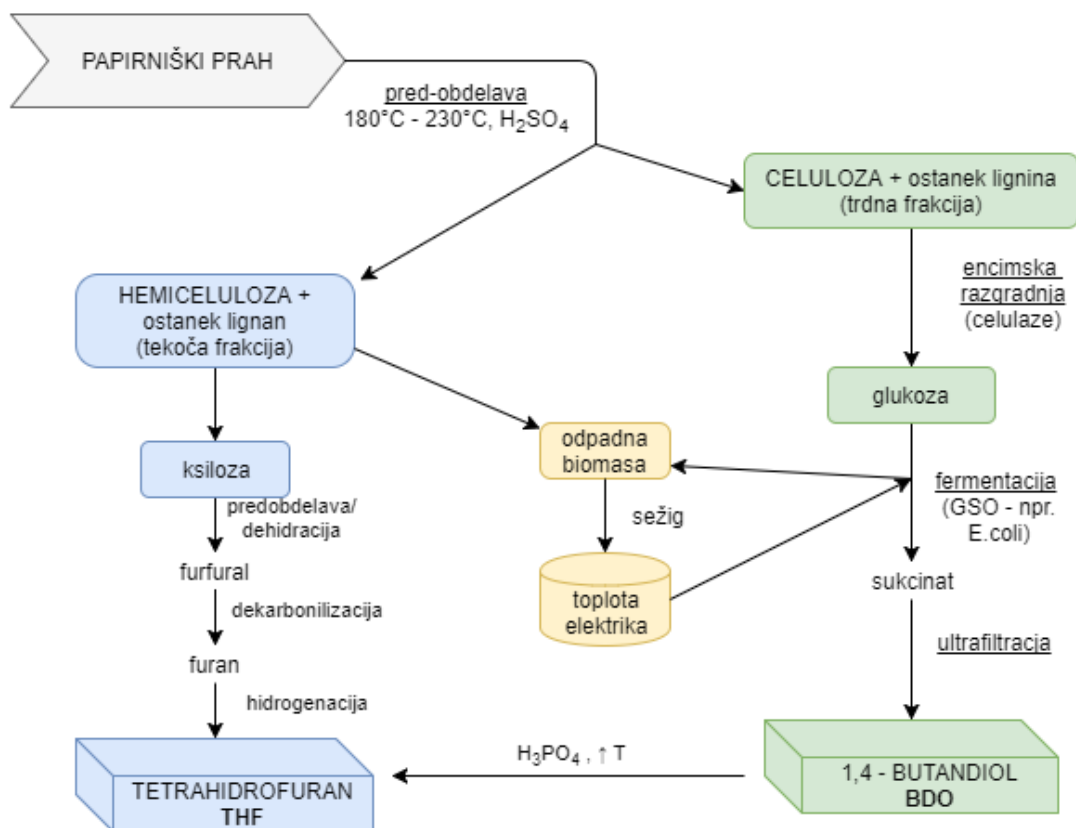 PAPIRNIŠKI PRAH
pred-obdelava
180°C - 230°C, H₂SO₄
CELULOZA + ostanek lignina
(trdna frakcija)
encimska
razgradnja
(celulaze)
HEMICELULOZA +
ostanek lignan
(tekoča frakcija)
glukoza
odpadna
biomasa
ksiloza
fermentacija
(GSO - npr.
E.coli)
predobdelava/
dehidracija
sežig
furfural
sukcinat
toplota
elektrika
dekarbonilizacija
furan
ultrafiltracja
hidrogenacija
H₃PO₄ , ↑ T
TETRAHIDROFURAN
THF
1,4 - BUTANDIOL
BDO